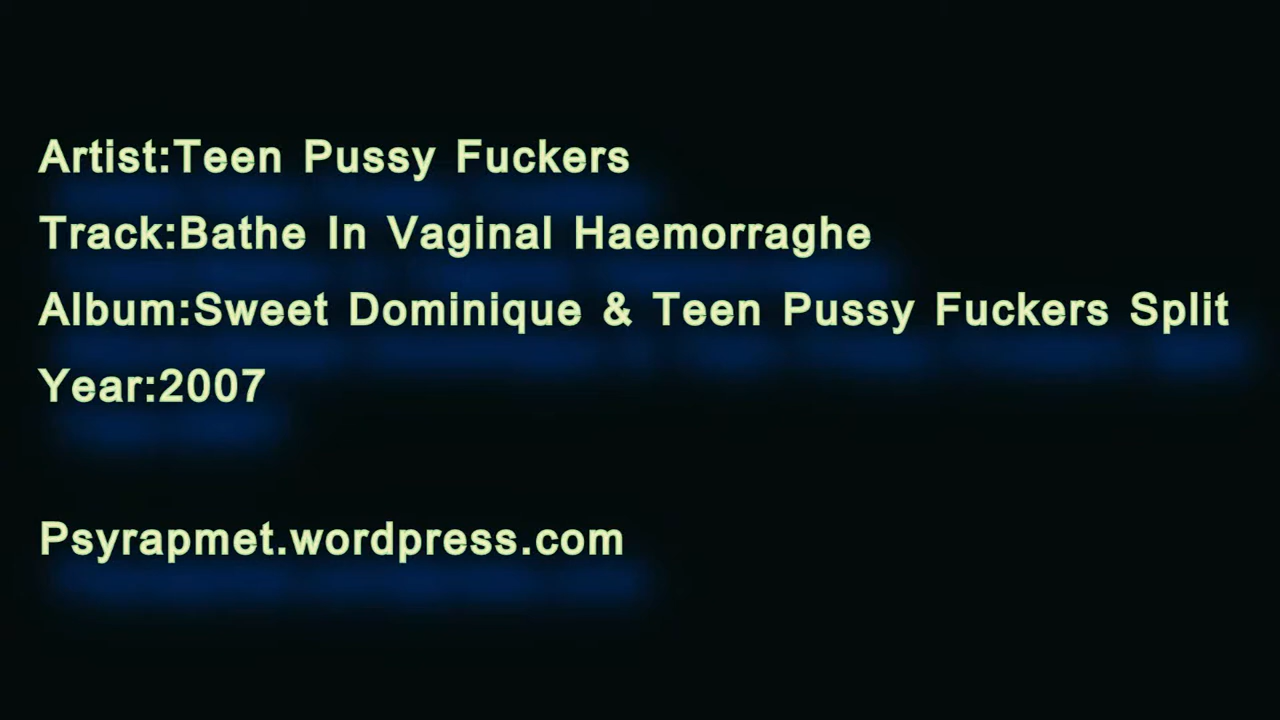 Artist:Teen Pussy Fuckers
Track:Bathe In Vaginal Haemorraghe
Album:Sweet Dominique & Teen Pussy Fuckers Split
Year:2007
Psyrapmet.wordpress.com